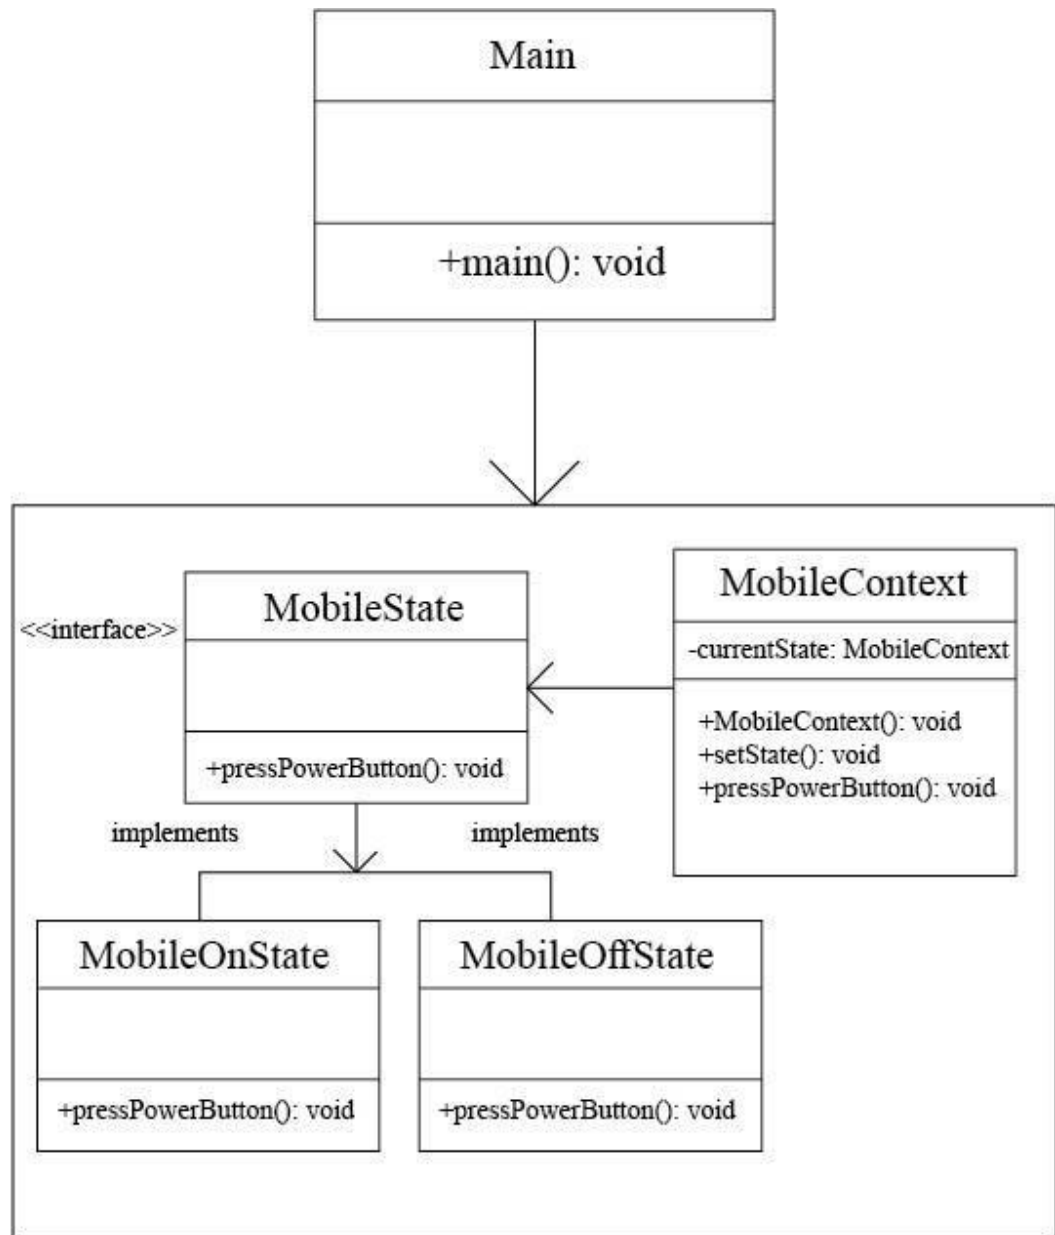 Main
+main(): void
<<interface>>
MobileState
+pressPowerButton(): void
MobileContext
-currentState: MobileContext
+MobileContext(): void
+setState(): void
+pressPowerButton(): void
implements
implements
MobileOnState
+pressPowerButton(): void
MobileOffState
+pressPowerButton(): void